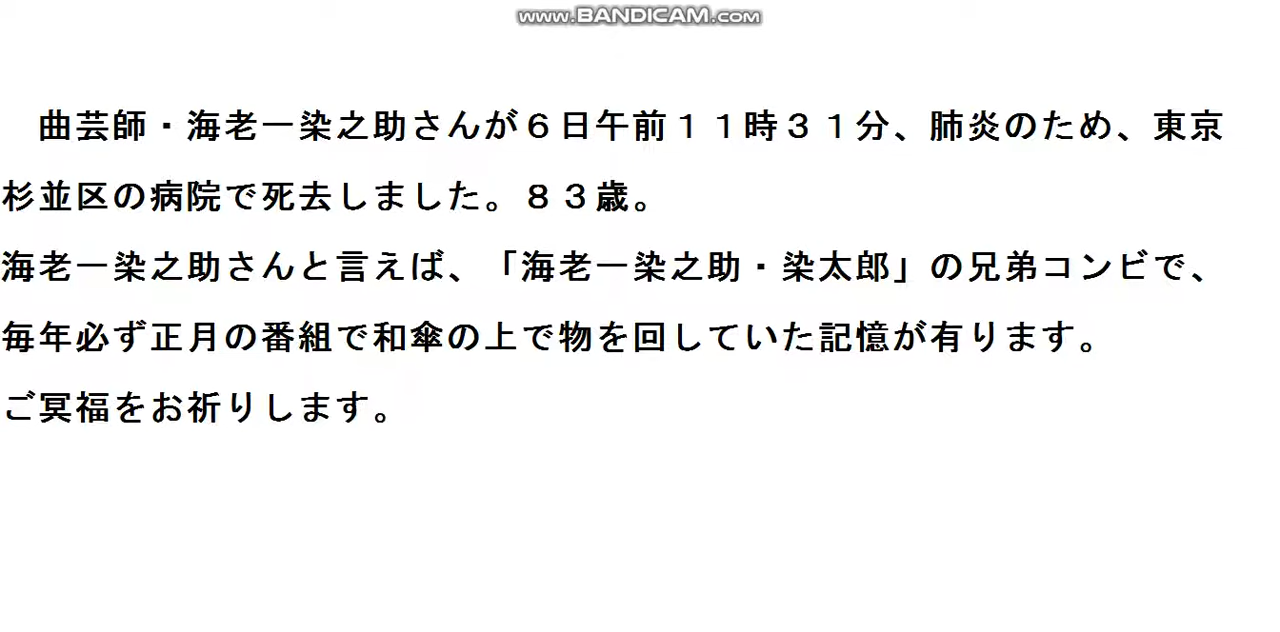 www.BANDICAM.com
曲芸師・海老一染之助さんが６日午前１１時３１分、肺炎のため、東京
杉並区の病院で死去しました。８３歳。
海老一染之助さんと言えば、「海老一染之助・染太郎」の兄弟コンビで、
毎年必ず正月の番組で和傘の上で物を回していた記憶が有ります。
ご冥福をお祈りします。